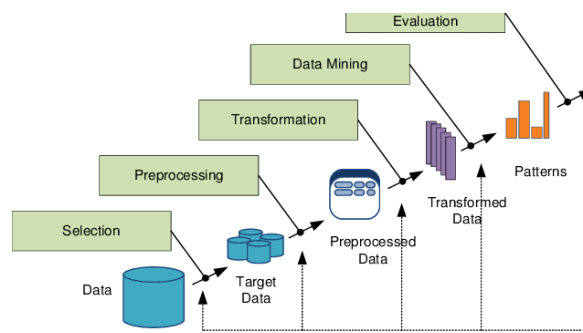 Evaluation
Data Mining
Transformation
Patterns
Preprocessing
Transformed
Data
Preprocessed
Data
Selection
Target
Data
Data